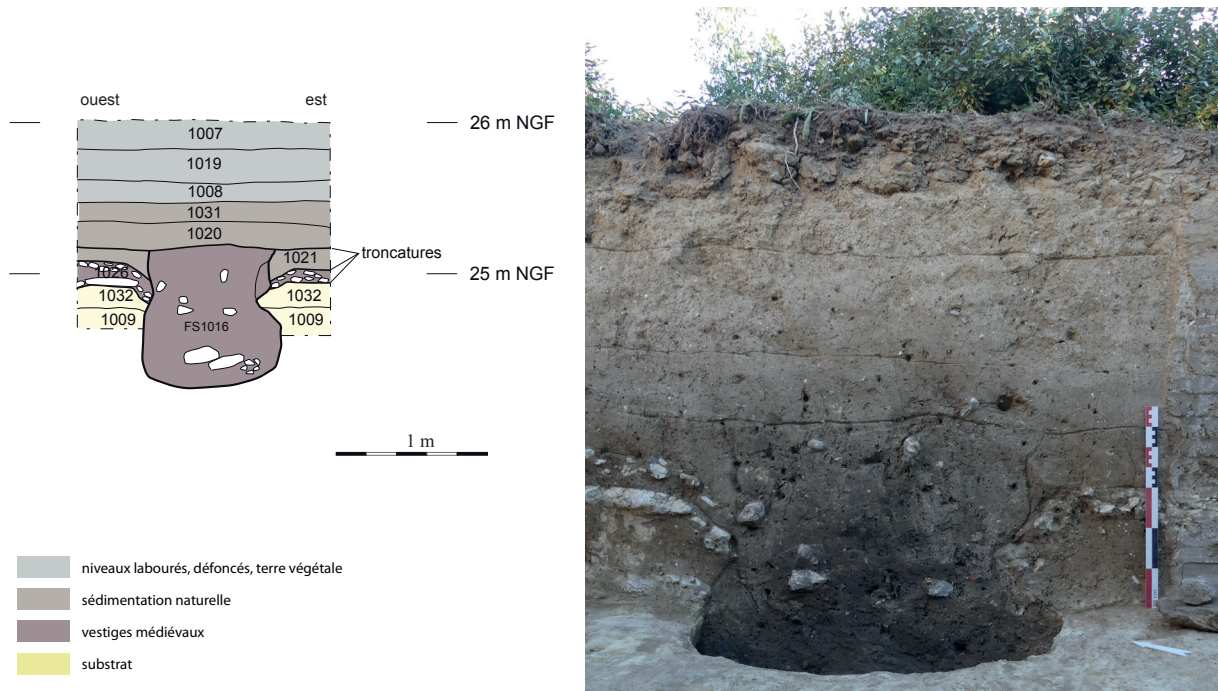 ouest est
26 m NGF
1007
1019
1008
1031
1020
1021
troncatures
25 m NGF
1026
1032 1032
1009 FS1016 1009
1 m
niveaux labourés, défoncés, terre végétale
sédimentation naturelle
vestiges médiévaux
substrat